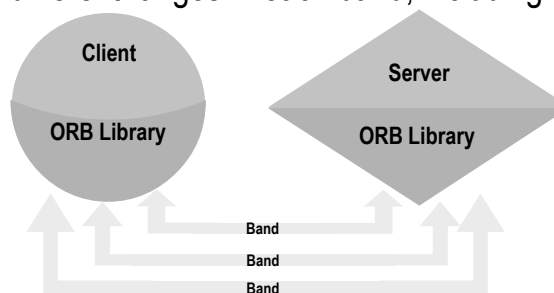 Client
Server
ORB Library
ORB Library
Band
Band
Band